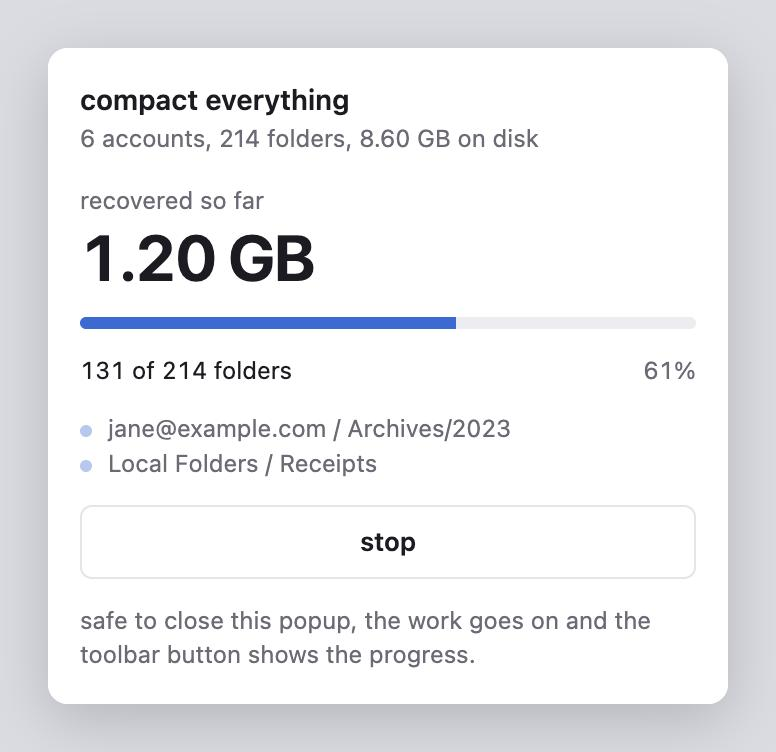 compact everything
6 accounts, 214 folders, 8.60 GB on disk
recovered so far
1.20 GB
131 of 214 folders 61%
jane@example.com / Archives/2023
Local Folders / Receipts
stop
safe to close this popup, the work goes on and the
toolbar button shows the progress.